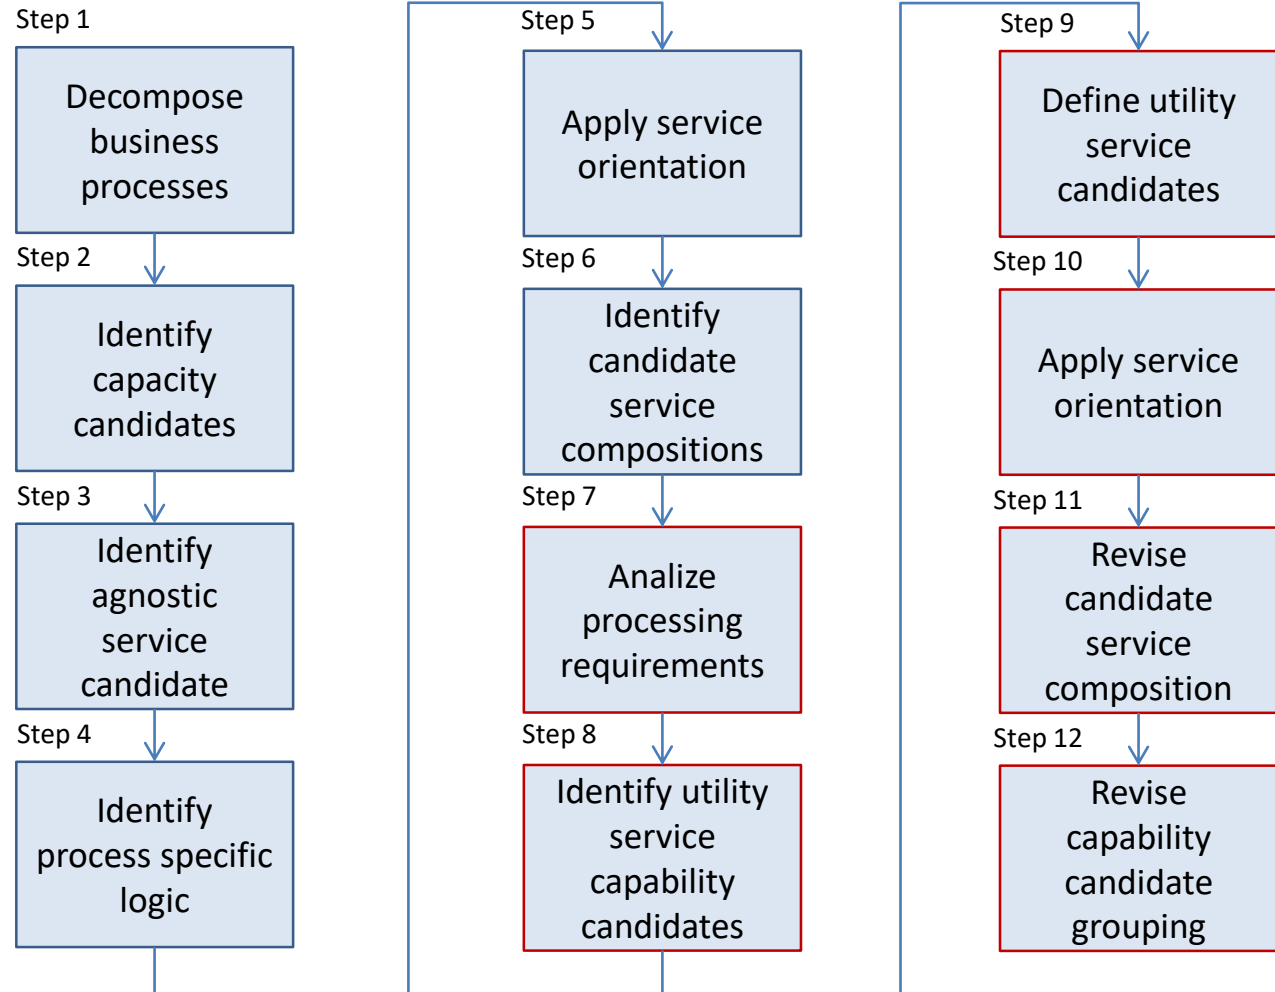 Step 1
Decompose
business
processes
Step 2
Identify
capacity
candidates
Step 3
Identify
agnostic
service
candidate
Step 4
Identify
process specific
logic
Step 5
Apply service
orientation
Step 6
Identify
candidate
service
compositions
Step 7
Analize
processing
requirements
Step 8
Identify utility
service
capability
candidates
Step 9
Define utility
service
candidates
Step 10
Apply service
orientation
Step 11
Revise
candidate
service
composition
Step 12
Revise
capability
candidate
grouping